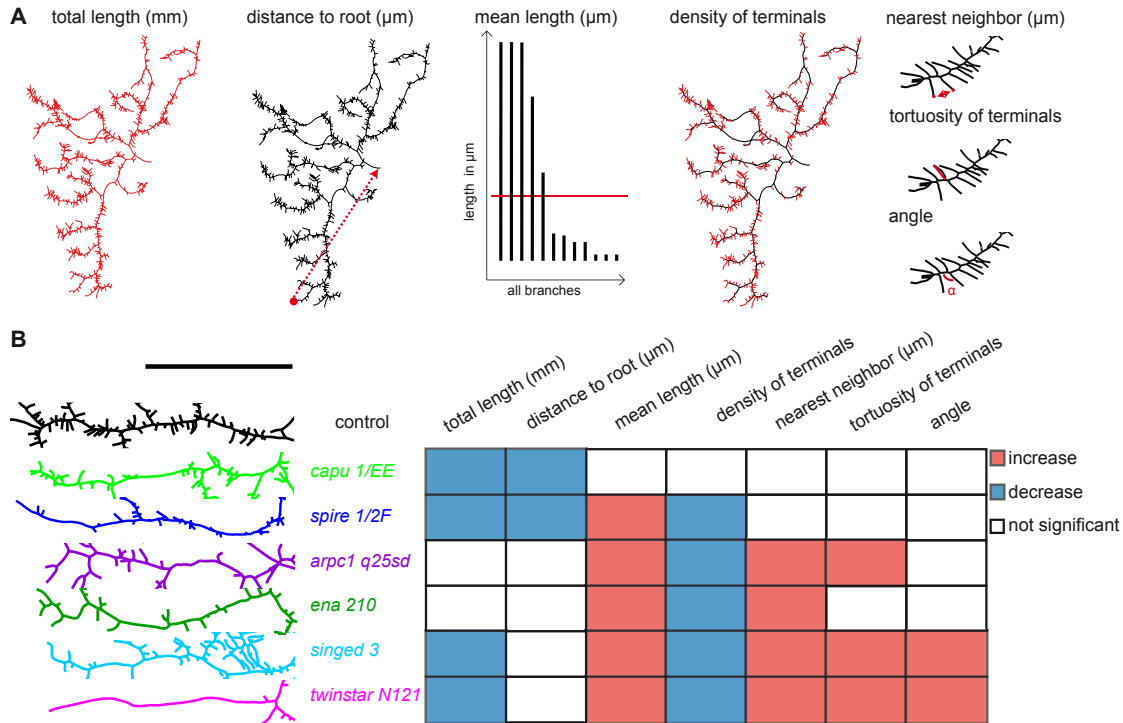 A
total length (mm)
distance to root (µm)
mean length (µm)
density of terminals
nearest neighbor (µm)
length in µm
all branches
tortuosity of terminals
angle
α
B
total length (mm)
distance to root (µm)
mean length (µm)
density of terminals
nearest neighbor (µm)
tortuosity of terminals
angle
control
capu 1/EE
spire 1/2F
arpc1 q25sd
ena 210
singed 3
twinstar N121
increase
decrease
not significant